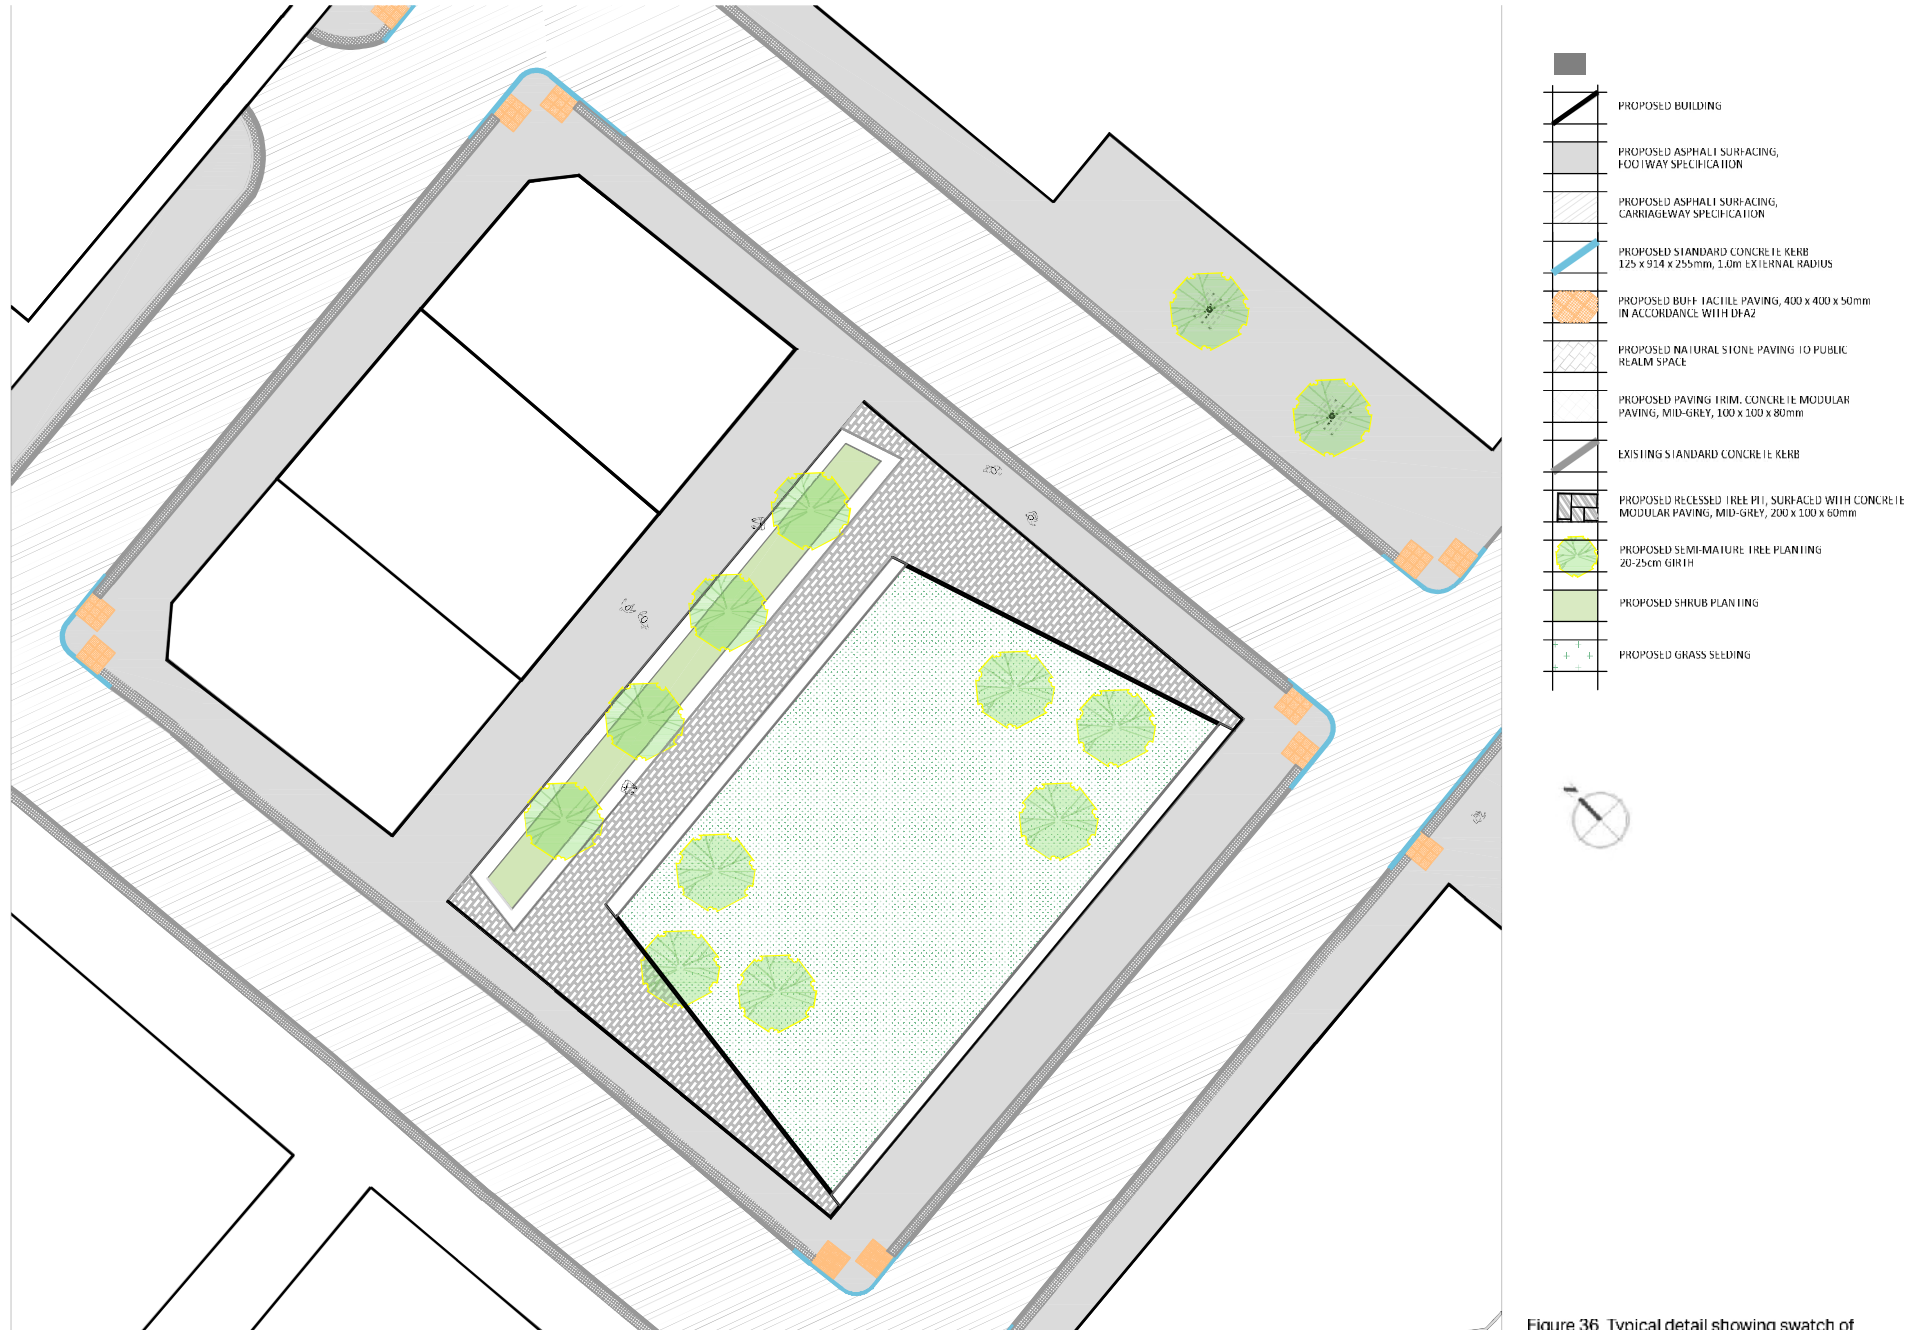 PROPOSED BUILDING
PROPOSED ASPHALT SURFACING,
FOOTWAY SPECIFICATION
PROPOSED ASPHALT SURFACING,
CARRIAGEWAY SPECIFICATION
PROPOSED STANDARD CONCRETE KERB
125 x 914 x 255mm, 1.0m EXTERNAL RADIUS
PROPOSED BUFF TACTILE PAVING, 400 x 400 x 50mm
IN ACCORDANCE WITH DFA2
PROPOSED NATURAL STONE PAVING TO PUBLIC
REALM SPACE
PROPOSED PAVING TRIM. CONCRETE MODULAR
PAVING, MID-GREY, 100 x 100 x 80mm
EXISTING STANDARD CONCRETE KERB
PROPOSED RECESSED TREE PIT, SURFACED WITH CONCRETE
MODULAR PAVING, MID-GREY, 200 x 100 x 60mm
PROPOSED SEMI-MATURE TREE PLANTING
20-25cm GIRTH
PROPOSED SHRUB PLANTING
PROPOSED GRASS SEEDING
Figure 36 Typical detail showing swatch of